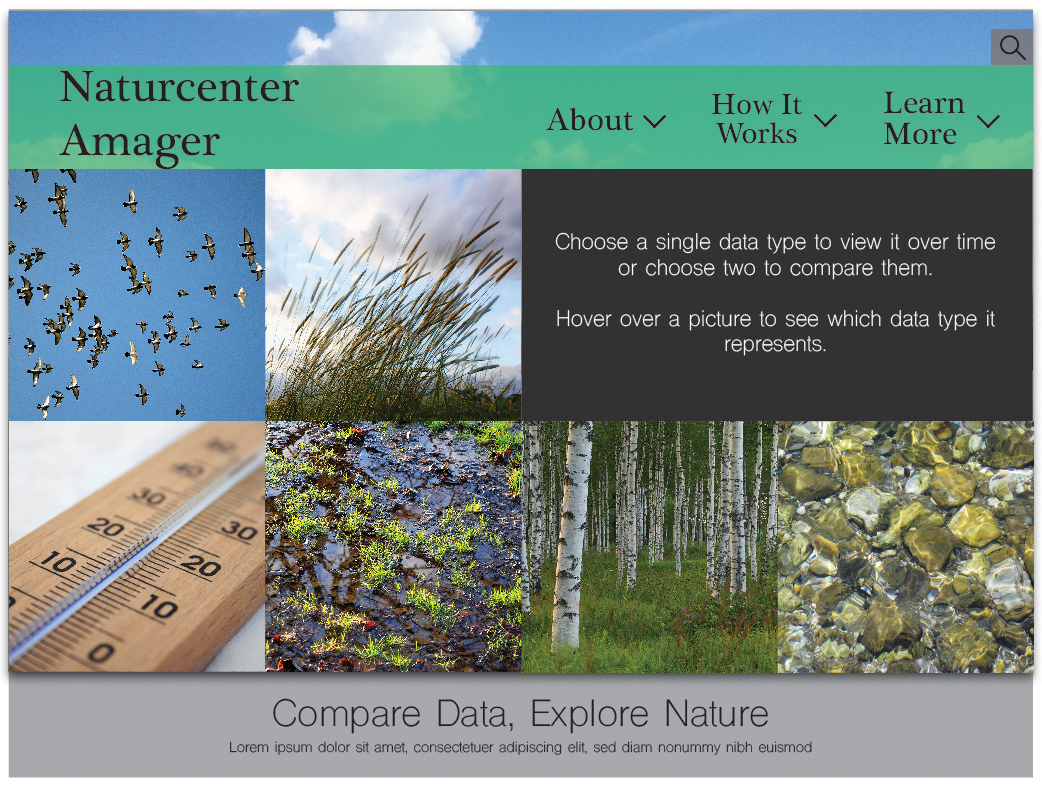 Naturcenter
Amager
About
How It
Works
Learn
More
Choose a single data type to view it over time
or choose two to compare them.
Hover over a picture to see which data type it
represents.
50
40
30
20
10
0
30
20
10
0
Compare Data, Explore Nature
Lorem ipsum dolor sit amet, consectetuer adipiscing elit, sed diam nonummy nibh euismod